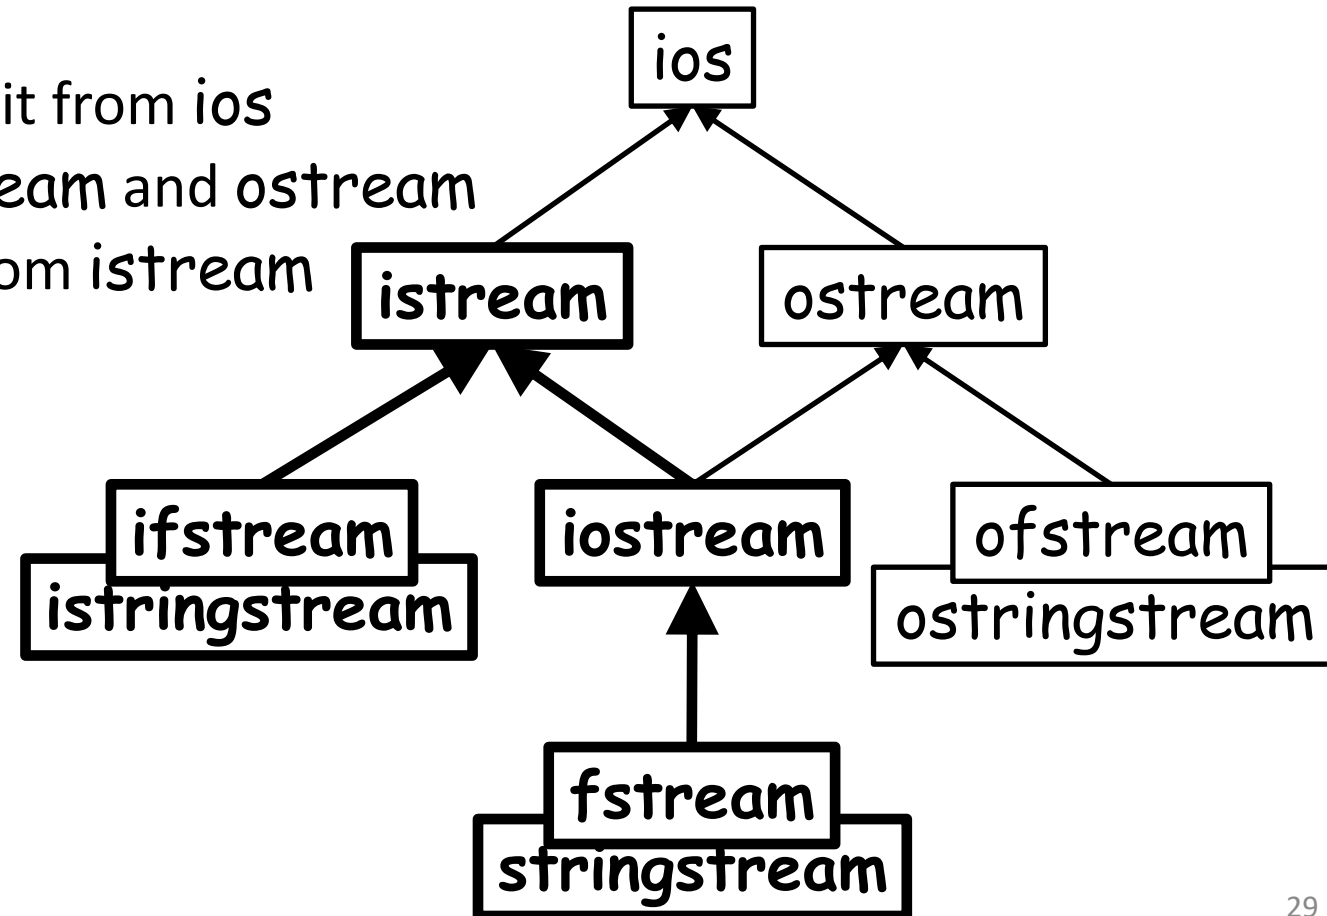 ios
it from ios
eam and ostream
om istream
istream
ostream
ifstream
iostream
ofstream
istringstream
ostringstream
fstream
stringstream
29